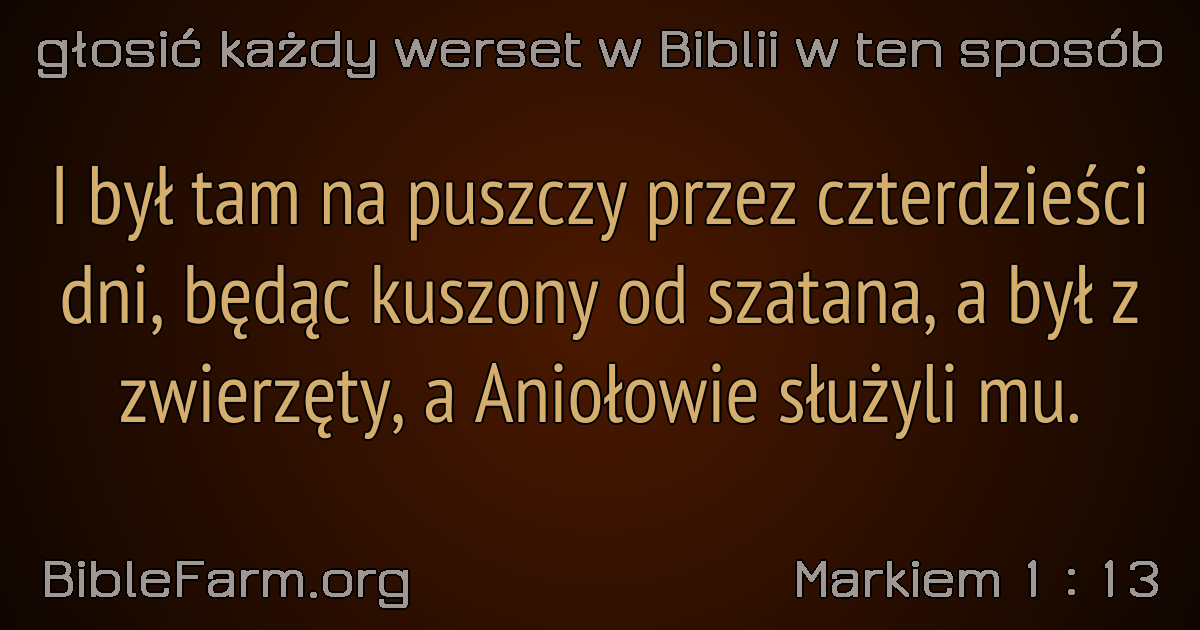 głosić każdy werset w Biblii w ten sposób
I był tam na puszczy przez czterdzieści
dni, będąc kuszony od szatana, a był z
zwierzęty, a Aniołowie służyli mu.
BibleFarm.org
Markiem 1 : 13